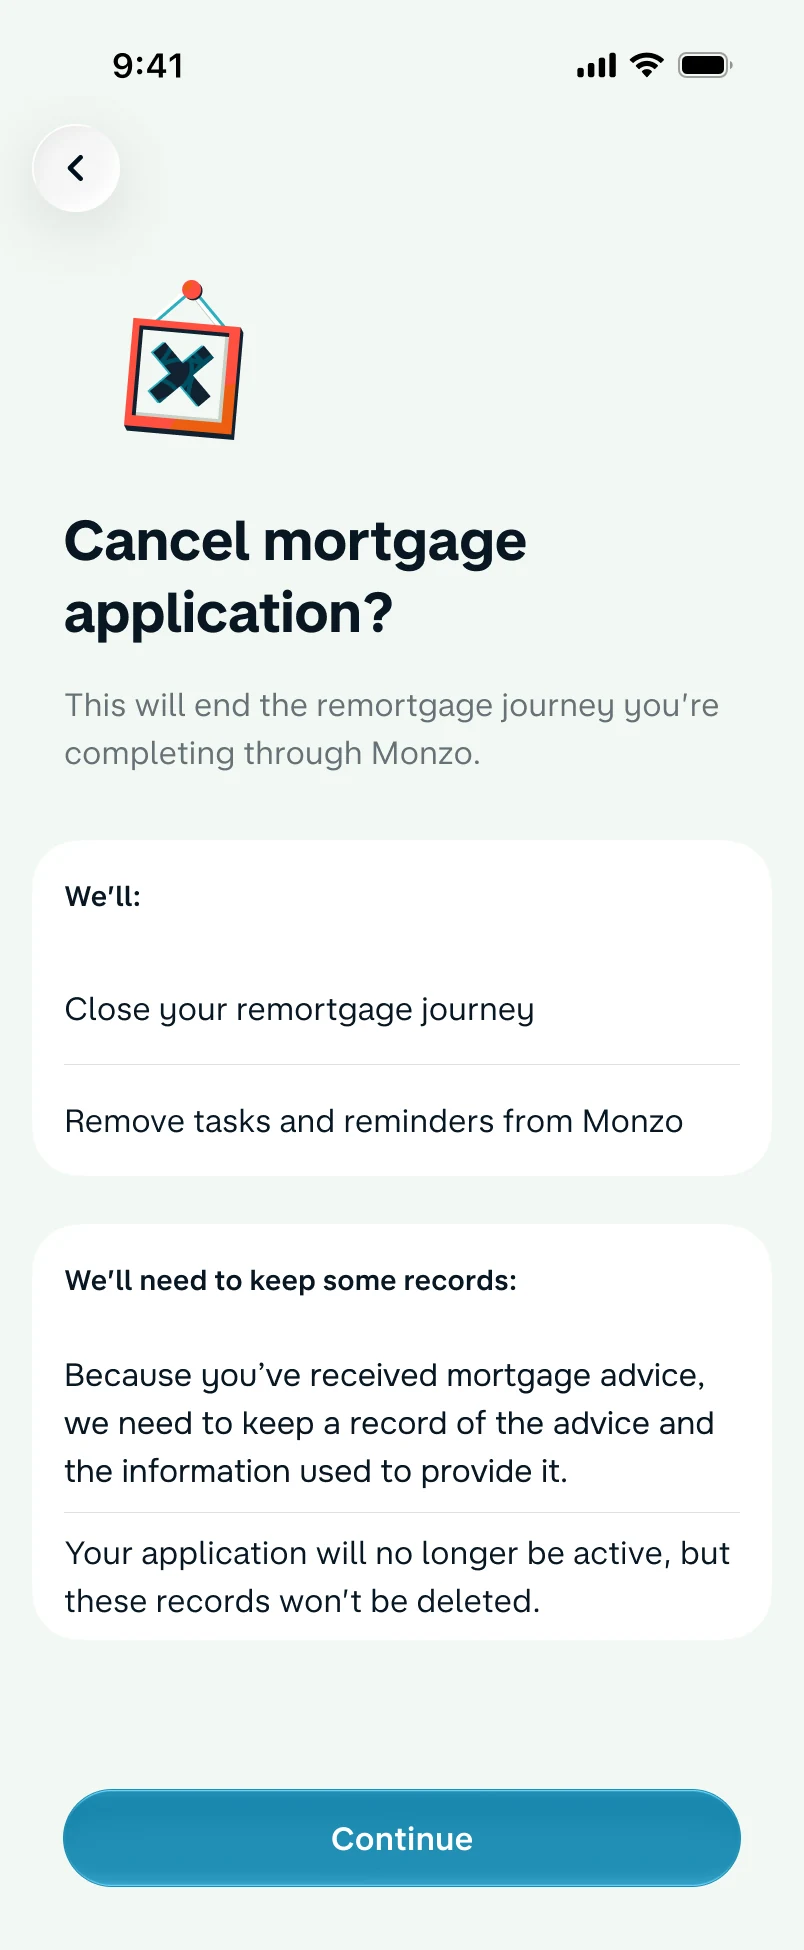 9:41
Cancel mortgage
application?
This will end the remortgage journey you're
completing through Monzo.
We'll:
Close your remortgage journey
Remove tasks and reminders from Monzo
We'll need to keep some records:
Because you’ve received mortgage advice,
we need to keep a record of the advice and
the information used to provide it.
Your application will no longer be active, but
these records won't be deleted.
Continue